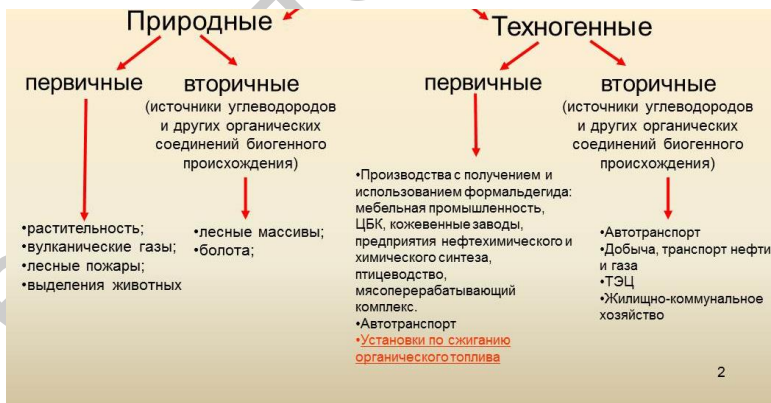 Природные
Техногенные
первичные
вторичные
(источники углеводородов
и других органических
соединений биогенного
происхождения)
•растительность;
•вулканические газы;
•лесные пожары;
•выделения животных
•лесные массивы;
•болота;
первичные
вторичные
(источники углеводородов
и других органических
соединений биогенного
происхождения)
•Производства с получением и
использованием формальдегида:
мебельная промышленность,
ЦБК, кожевенные заводы,
предприятия нефтехимического и
химического синтеза,
птицеводство,
мясоперерабатывающий
комплекс.
•Автотранспорт
•Установки по сжиганию
органического топлива
•Автотранспорт
•Добыча, транспорт нефти
и газа
•ТЭЦ
•Жилищно-коммунальное
хозяйство
2